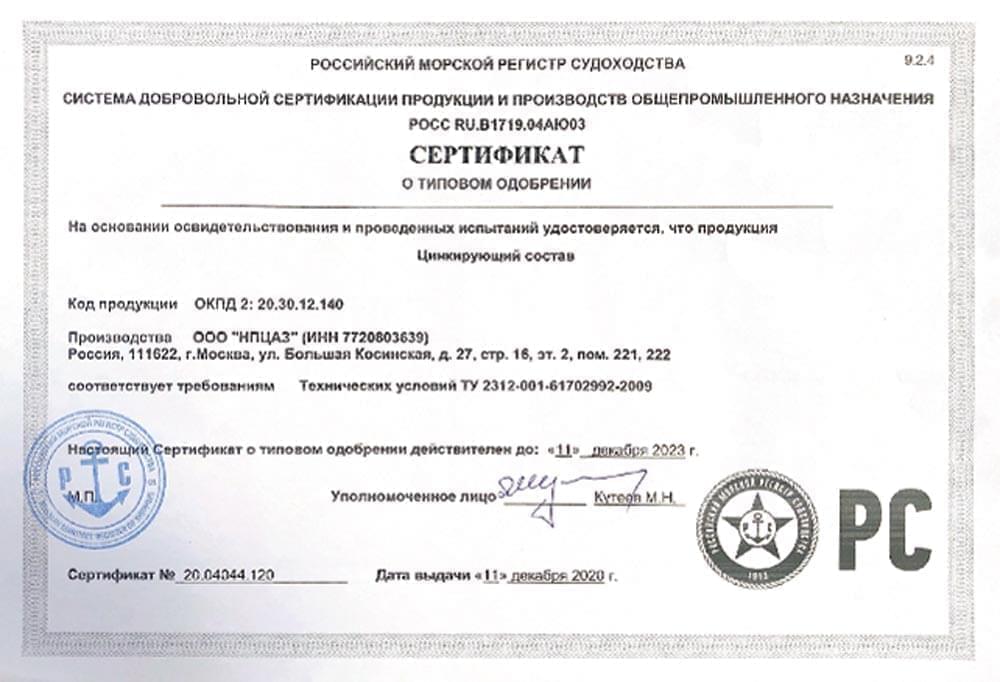 РОССИЙСКИЙ МОРСКОЙ РЕГИСТР СУДОХОДСТВА
9.2.4
СИСТЕМА ДОБРОВОЛЬНОЙ СЕРТИФИКАЦИИ ПРОДУКЦИИ И ПРОИЗВОДСТВ ОБЩЕПРОМЫШЛЕННОГО НАЗНАЧЕНИЯ
РОСС RU.В1719.04АЮ03
СЕРТИФИКАТ
О ТИПОВОМ ОДОБРЕНИИ
На основании освидетельствования и проведенных испытаний удостоверяется, что продукция
Цинкирующий состав
Код продукции ОКПД 2: 20.30.12.140
Производства ООО "НПЦАЗ" (ИНН 7720803639)
Россия, 111622, г.Москва, ул. Большая Косинская, д. 27, стр. 16, эт. 2, пом. 221, 222
соответствует требованиям Технических условий ТУ 2312-001-61702992-2009
Настоящий Сертификат о типовом одобрении действителен до: «11» декабря 2023 г.
М.П.
Уполномоченное лицо Кутеев М.Н.
Сертификат № 20.04044.120 Дата выдачи «11» декабря 2020 г.
РС
РОССИЙСКИЙ МОРСКОЙ РЕГИСТР СУДОХОДСТВА
РС
1913
РС